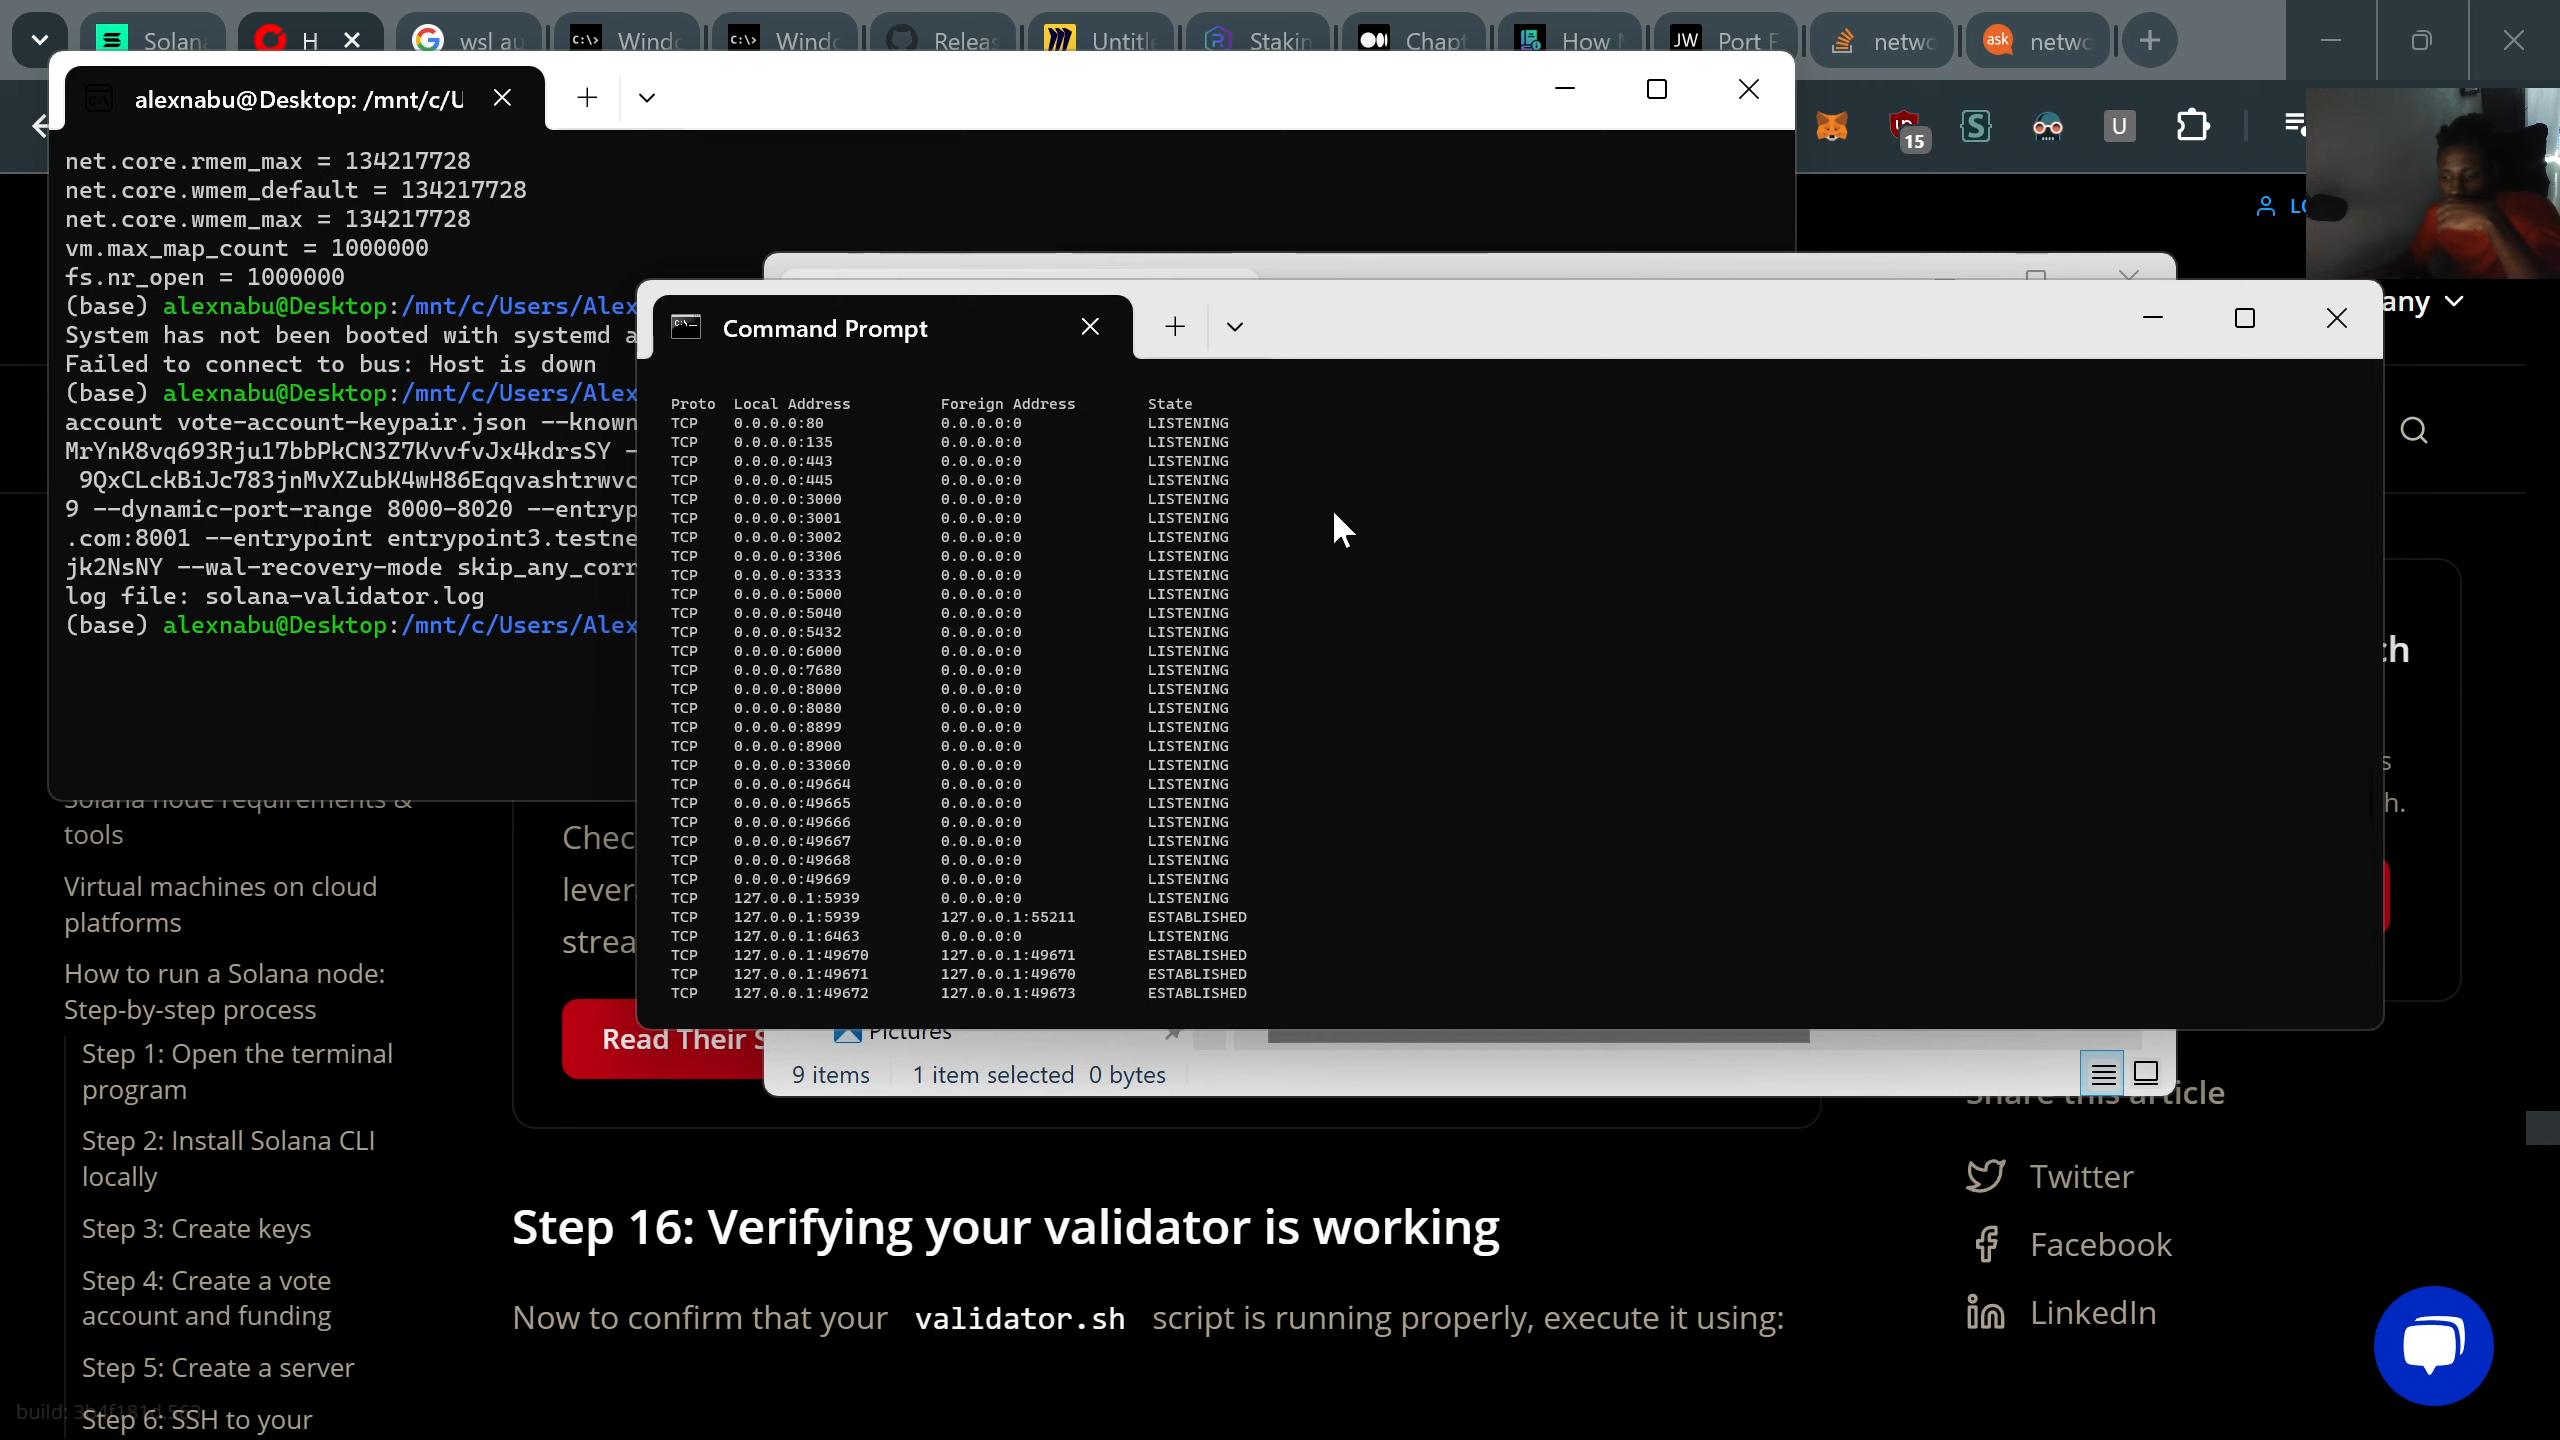 Solan
H
wsl au
Windo
Windo
Releas
Untitle
Stakin
Chapt
How
JW Port F
netwo
ask netwo
alexnabu@Desktop: /mnt/c/U
15
U
net.core.rmem_max = 134217728
net.core.wmem_default = 134217728
net.core.wmem_max = 134217728
vm.max_map_count = 1000000
fs.nr_open = 1000000
(base) alexnabu@Desktop:/mnt/c/Users/Alex
System has not been booted with systemd a
Failed to connect to bus: Host is down
(base) alexnabu@Desktop:/mnt/c/Users/Alex
account vote-account-keypair.json --known
MrYnK8vq693Rju17bbPkCN3Z7KvvfvJx4kdrsSY -
9QxCLckBiJc783jnMvXZubK4wH86Eqqvashtrwvc
9 --dynamic-port-range 8000-8020 --entryp
.com:8001 --entrypoint entrypoint3.testne
jk2NsNY --wal-recovery-mode skip_any_corr
log file: solana-validator.log
(base) alexnabu@Desktop:/mnt/c/Users/Alex
Command Prompt
Proto Local Address Foreign Address State
TCP 0.0.0.0:80 0.0.0.0:0 LISTENING
TCP 0.0.0.0:135 0.0.0.0:0 LISTENING
TCP 0.0.0.0:443 0.0.0.0:0 LISTENING
TCP 0.0.0.0:445 0.0.0.0:0 LISTENING
TCP 0.0.0.0:3000 0.0.0.0:0 LISTENING
TCP 0.0.0.0:3001 0.0.0.0:0 LISTENING
TCP 0.0.0.0:3002 0.0.0.0:0 LISTENING
TCP 0.0.0.0:3306 0.0.0.0:0 LISTENING
TCP 0.0.0.0:3333 0.0.0.0:0 LISTENING
TCP 0.0.0.0:5000 0.0.0.0:0 LISTENING
TCP 0.0.0.0:5040 0.0.0.0:0 LISTENING
TCP 0.0.0.0:5432 0.0.0.0:0 LISTENING
TCP 0.0.0.0:6000 0.0.0.0:0 LISTENING
TCP 0.0.0.0:7680 0.0.0.0:0 LISTENING
TCP 0.0.0.0:8000 0.0.0.0:0 LISTENING
TCP 0.0.0.0:8080 0.0.0.0:0 LISTENING
TCP 0.0.0.0:8899 0.0.0.0:0 LISTENING
TCP 0.0.0.0:8900 0.0.0.0:0 LISTENING
TCP 0.0.0.0:33060 0.0.0.0:0 LISTENING
TCP 0.0.0.0:49664 0.0.0.0:0 LISTENING
TCP 0.0.0.0:49665 0.0.0.0:0 LISTENING
TCP 0.0.0.0:49666 0.0.0.0:0 LISTENING
TCP 0.0.0.0:49667 0.0.0.0:0 LISTENING
TCP 0.0.0.0:49668 0.0.0.0:0 LISTENING
TCP 0.0.0.0:49669 0.0.0.0:0 LISTENING
TCP 127.0.0.1:5939 0.0.0.0:0 LISTENING
TCP 127.0.0.1:5939 127.0.0.1:55211 ESTABLISHED
TCP 127.0.0.1:6463 0.0.0.0:0 LISTENING
TCP 127.0.0.1:49670 127.0.0.1:49671 ESTABLISHED
TCP 127.0.0.1:49671 127.0.0.1:49670 ESTABLISHED
TCP 127.0.0.1:49672 127.0.0.1:49673 ESTABLISHED
any
ch
s
h.
Solana node requirements &
tools
Virtual machines on cloud
platforms
How to run a Solana node:
Step-by-step process
Step 1: Open the terminal
program
Step 2: Install Solana CLI
locally
Step 3: Create keys
Step 4: Create a vote
account and funding
Step 5: Create a server
Step 6: SSH to your
Chec
lever
strea
Read Their S
Pictures
9 items 1 item selected 0 bytes
Step 16: Verifying your validator is working
Now to confirm that your validator.sh script is running properly, execute it using:
Share this article
Twitter
Facebook
LinkedIn